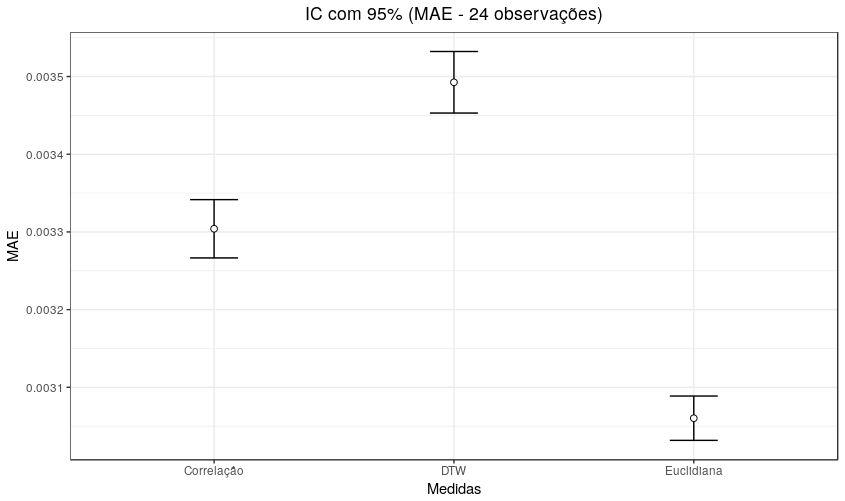 IC com 95% (MAE - 24 observações)
MAE
0.0035
0.0034
0.0033
0.0032
0.0031
Correlação DTW Euclidiana
Medidas